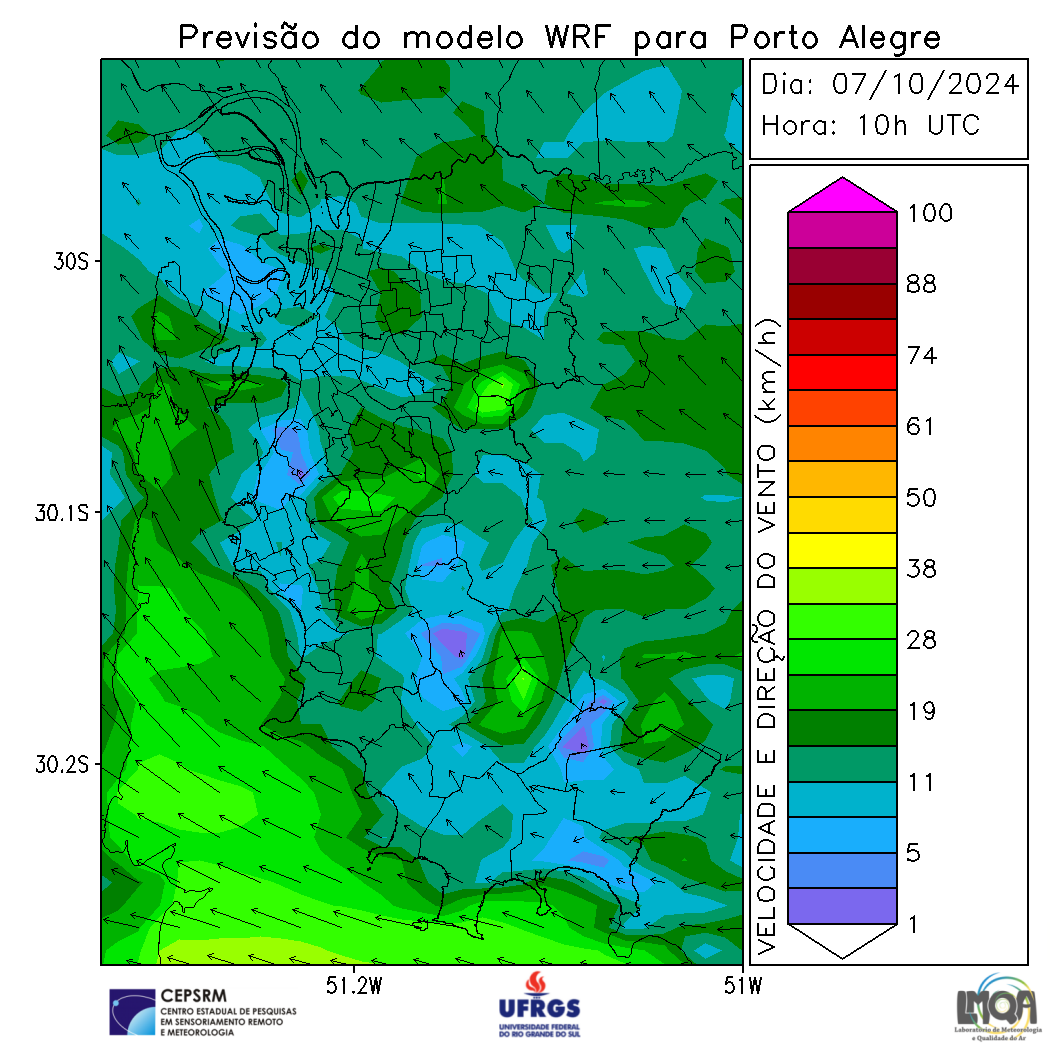 Previsão do modelo WRF para Porto Alegre
Dia: 07/10/2024
Hora: 10h UTC
30S
30.1S
30.2S
51.2W
51W
VELOCIDADE E DIREÇÃO DO VENTO (km/h)
100
88
74
61
50
38
28
19
11
5
1
CEPSRM
CENTRO ESTADUAL DE PESQUISAS
EM SENSORIAMENTO REMOTO
E METEOROLOGIA
UFRGS
UNIVERSIDADE FEDERAL
DO RIO GRANDE DO SUL
LMQA
Laboratório de Meteorologia
e Qualidade do Ar